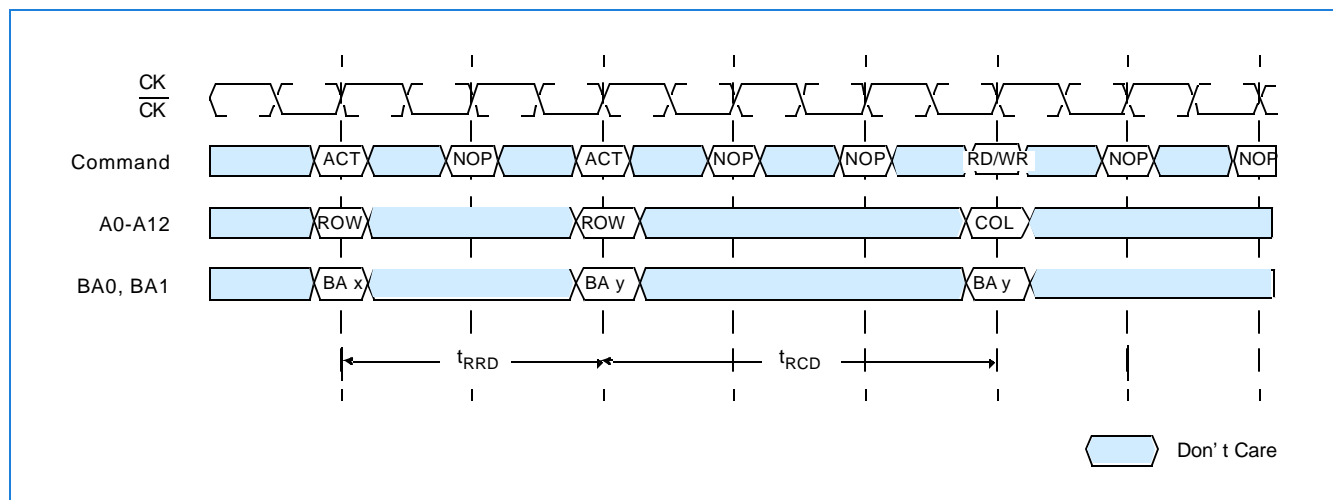 CK
CK
Command ACT NOP ACT NOP NOP RD/WR NOP NOP
A0-A12 ROW ROW COL
BA0, BA1 BA x BA y BA y
tRRD tRCD
Don' t Care